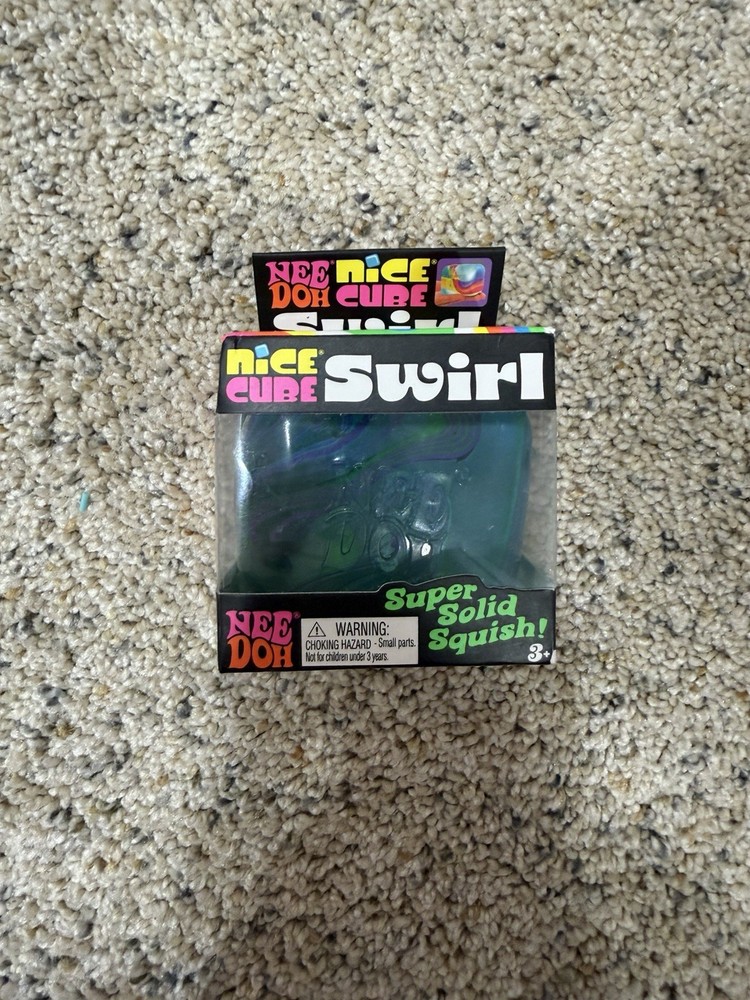 NEE DOH® NiCE CUBE®
Swirl
NiCE CUBE® Swirl
NEE DOH®
WARNING:
CHOKING HAZARD - Small parts.
Not for children under 3 years.
Super
Solid
Squish!
3+